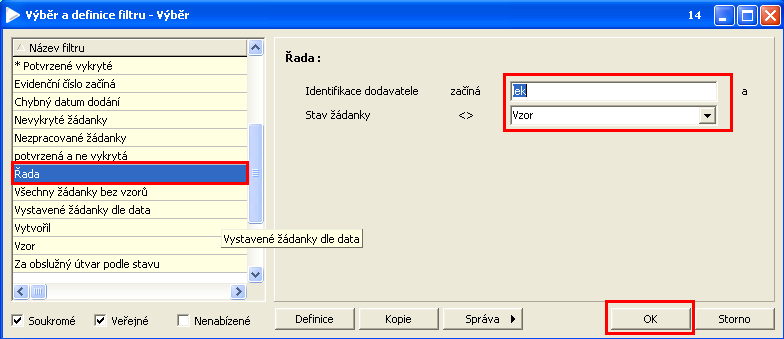 Výběr a definice filtru - Výběr 14
Název filtru
* Potvrzené vykryté
Evidenční číslo začíná
Chybný datum dodání
Nevykryté žádanky
Nezpracované žádanky
potvrzená a ne vykrytá
Řada
Všechny žádanky bez vzorů
Vystavené žádanky dle data
Vytvořil
Vzor
Za obslužný útvar podle stavu
Vystavené žádanky dle data
Řada :
Identifikace dodavatele začíná lek a
Stav žádanky <> Vzor
Soukromé Veřejné Nenabízené
Definice Kopie Správa OK Storno